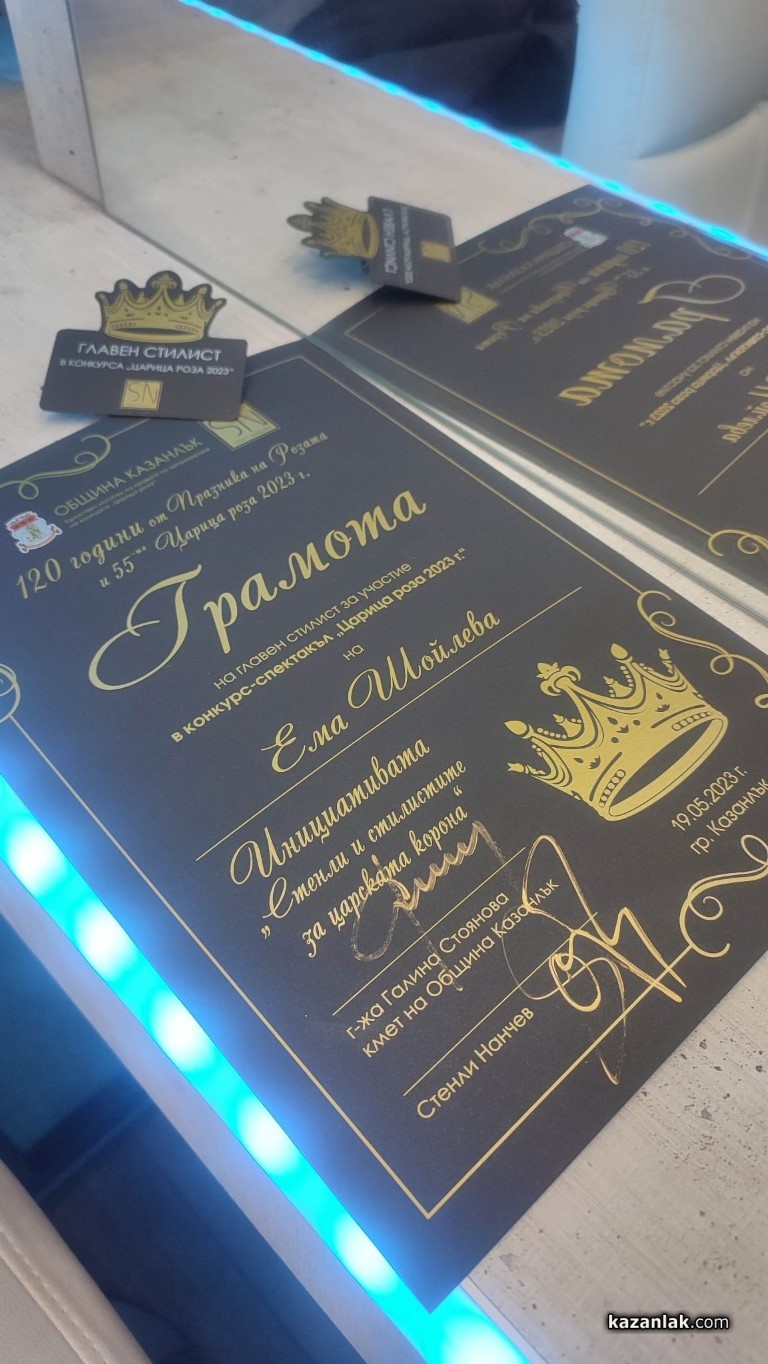 ГЛАВЕН СТИЛИСТ
В КОНКУРСА „ЦАРИЦА РОЗА 2023“
SN
SN
ОБЩИНА КАЗАНЛЪК
120 години от Празника на Розата
и 55-та Царица роза 2023 г.
Грамота
на главен стилист за участие
в конкурс-спектакъл „Царица роза 2023 г.“
на
Ема Шойлева
Инициативата
„Стенли и стилистите
за царската корона“
19.05.2023 г.
гр. Казанлък
г-жа Галина Стоянова
кмет на Община Казанлък
Стенли Нанчев
kazanlak.com